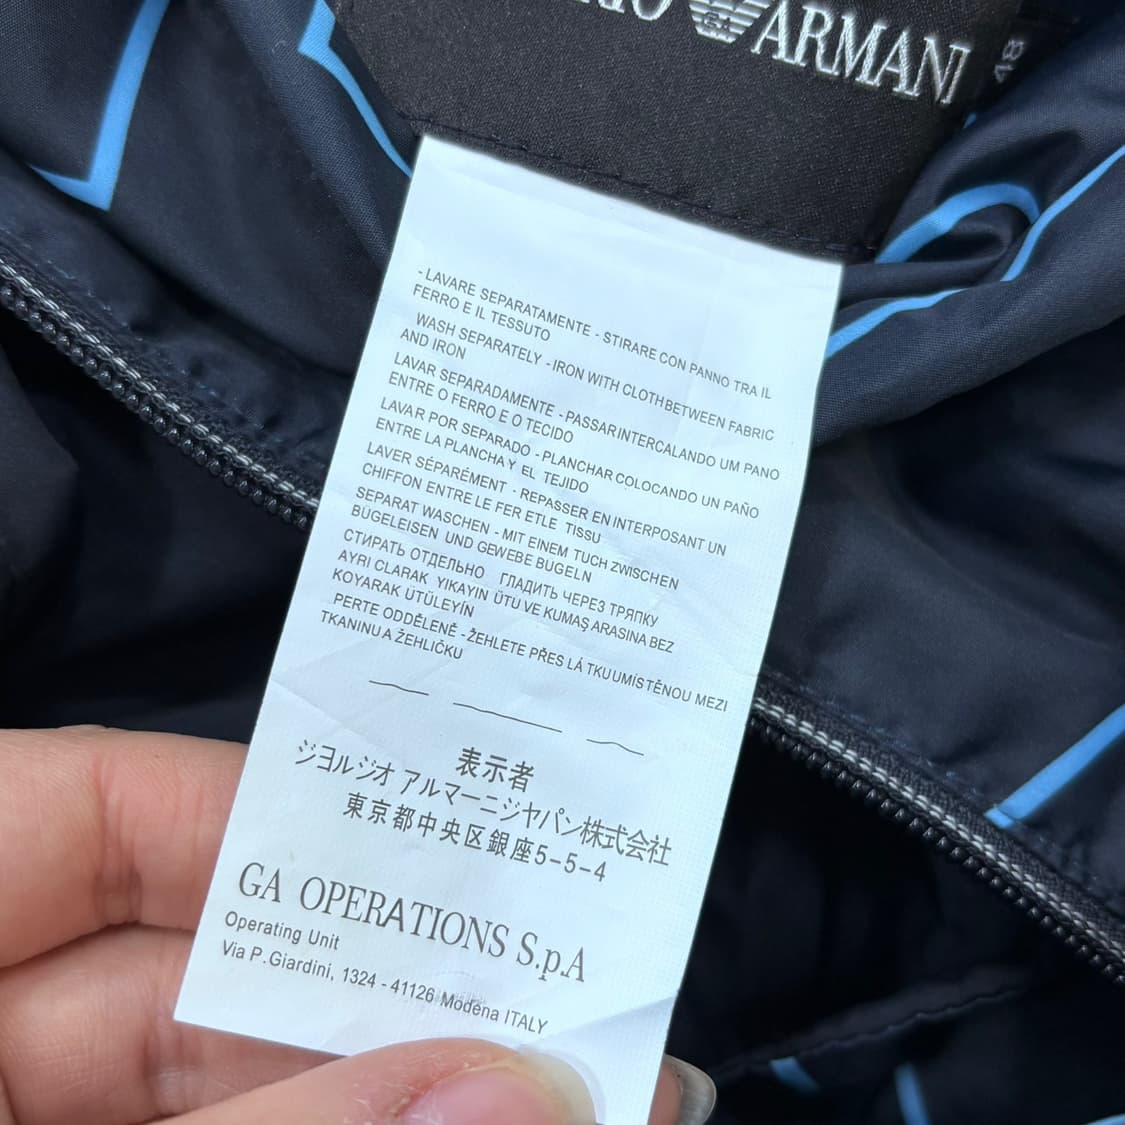 ARMANI
48
- LAVARE SEPARATAMENTE - STIRARE CON PANNO TRA IL
FERRO E IL TESSUTO
WASH SEPARATELY - IRON WITH CLOTH BETWEEN FABRIC
AND IRON
LAVAR SEPARADAMENTE - PASSAR INTERCALANDO UM PANO
ENTRE O FERRO E O TECIDO
LAVAR POR SEPARADO - PLANCHAR COLOCANDO UN PAÑO
ENTRE LA PLANCHA Y EL TEJIDO
LAVER SÉPARÉMENT - REPASSER EN INTERPOSANT UN
CHIFFON ENTRE LE FER ETLE TISSU
SEPARAT WASCHEN - MIT EINEM TUCH ZWISCHEN
BÜGELEISEN UND GEWEBE BÜGELN
СТИРАТЬ ОТДЕЛЬНО ГЛАДИТЬ ЧЕРЕЗ ТРЯПКУ
AYRI CLARAK YIKAYIN ÜTU VE KUMAŞ ARASINA BEZ
KOYARAK ÜTÜLEYİN
PERTE ODDĚLENĚ - ŽEHLETE PŘES LÁ TKU UMÍSTĚNOU MEZI
TKANINU A ŽEHLIČKU
表示者
ジヨルジオ アルマーニジヤパン株式会社
東京都中央区銀座5-5-4
GA OPERATIONS S.p.A
Operating Unit
Via P.Giardini, 1324 - 41126 Modena ITALY